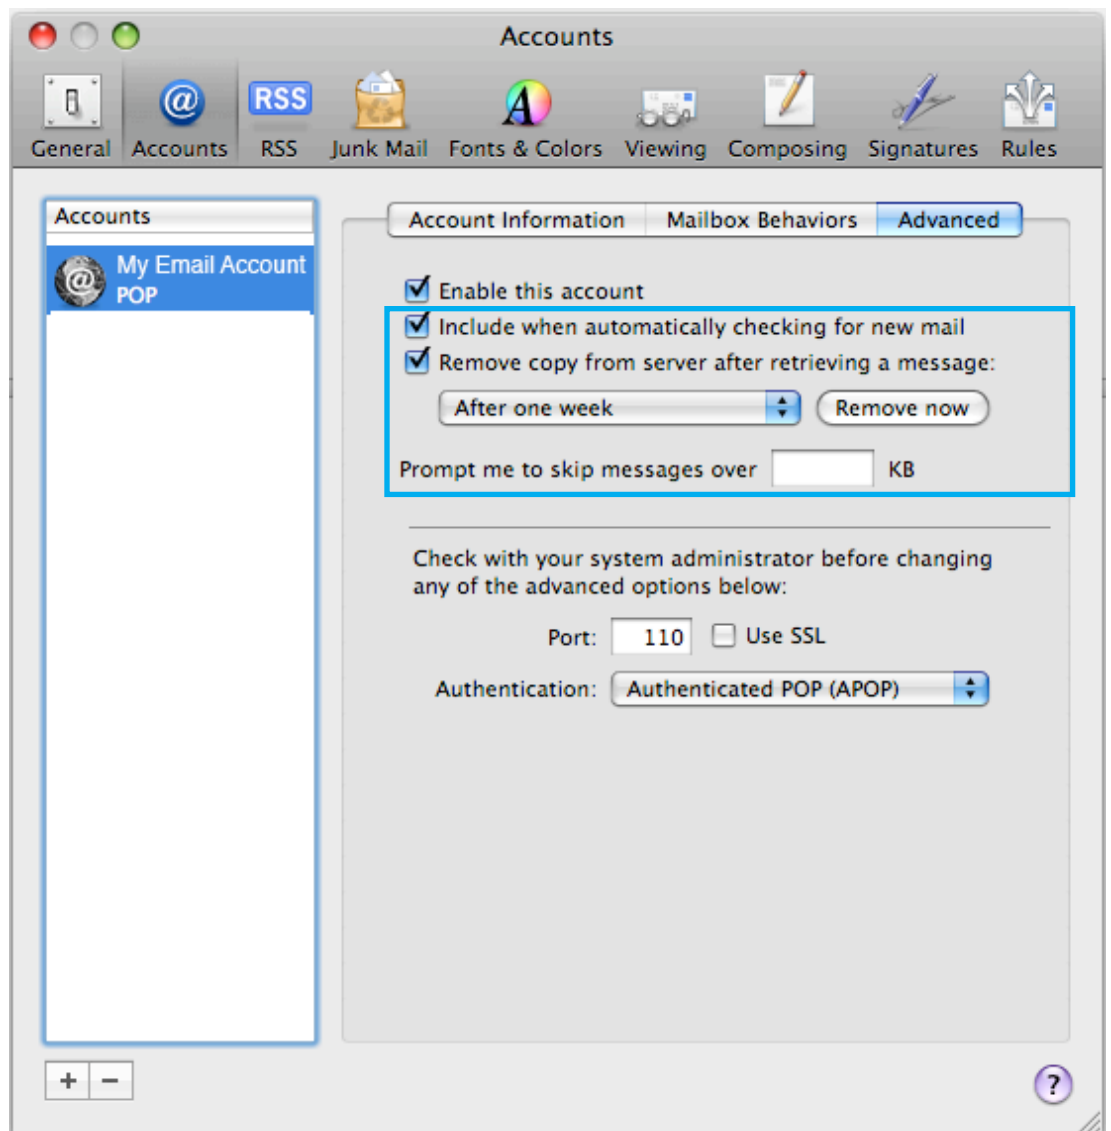 Accounts
General Accounts RSS Junk Mail Fonts & Colors Viewing Composing Signatures Rules
RSS
Accounts
My Email Account
POP
Account Information Mailbox Behaviors Advanced
Enable this account
Include when automatically checking for new mail
Remove copy from server after retrieving a message:
After one week Remove now
Prompt me to skip messages over KB
Check with your system administrator before changing
any of the advanced options below:
Port: 110 Use SSL
Authentication: Authenticated POP (APOP)
+ − ?